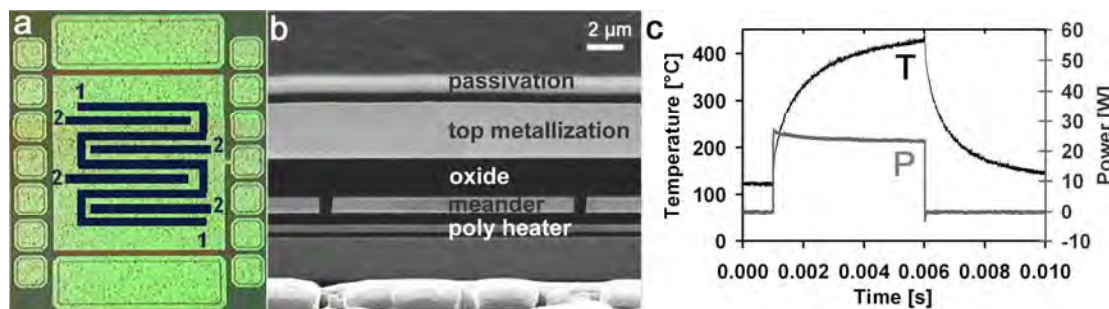 a
1
2
2
2
2
1
b
2 µm
passivation
top metallization
oxide
meander
poly heater
c
Temperature [°C]
400
300
200
100
0
T
P
60
50
40
30
20
10
0
-10
Power [W]
0.000 0.002 0.004 0.006 0.008 0.010
Time [s]